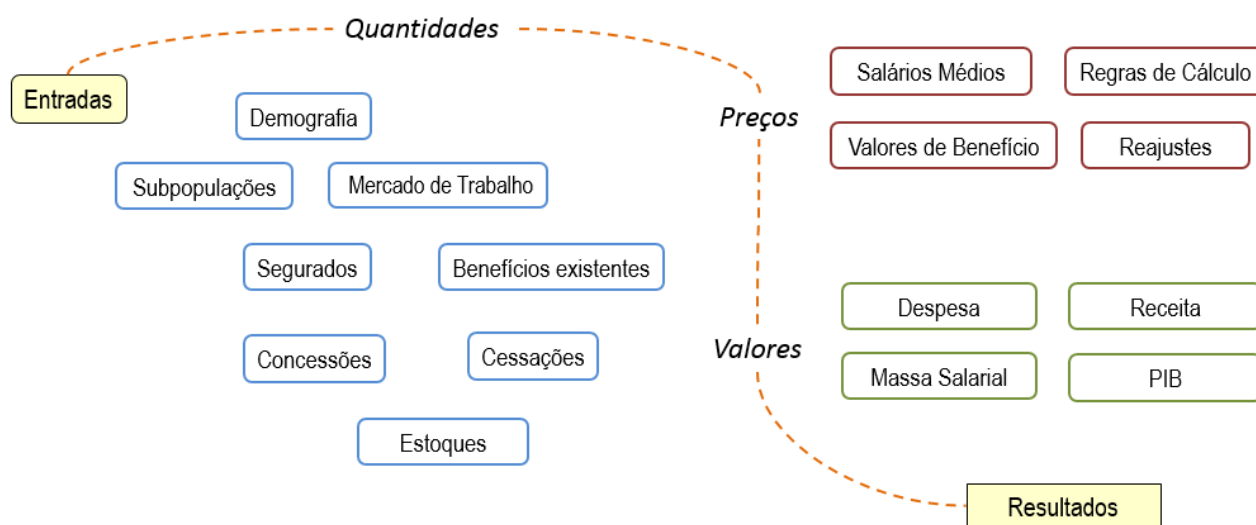 Quantidades
Entradas
Demografia
Subpopulações
Mercado de Trabalho
Segurados
Benefícios existentes
Concessões
Cessações
Estoques
Preços
Salários Médios
Regras de Cálculo
Valores de Benefício
Reajustes
Valores
Despesa
Receita
Massa Salarial
PIB
Resultados